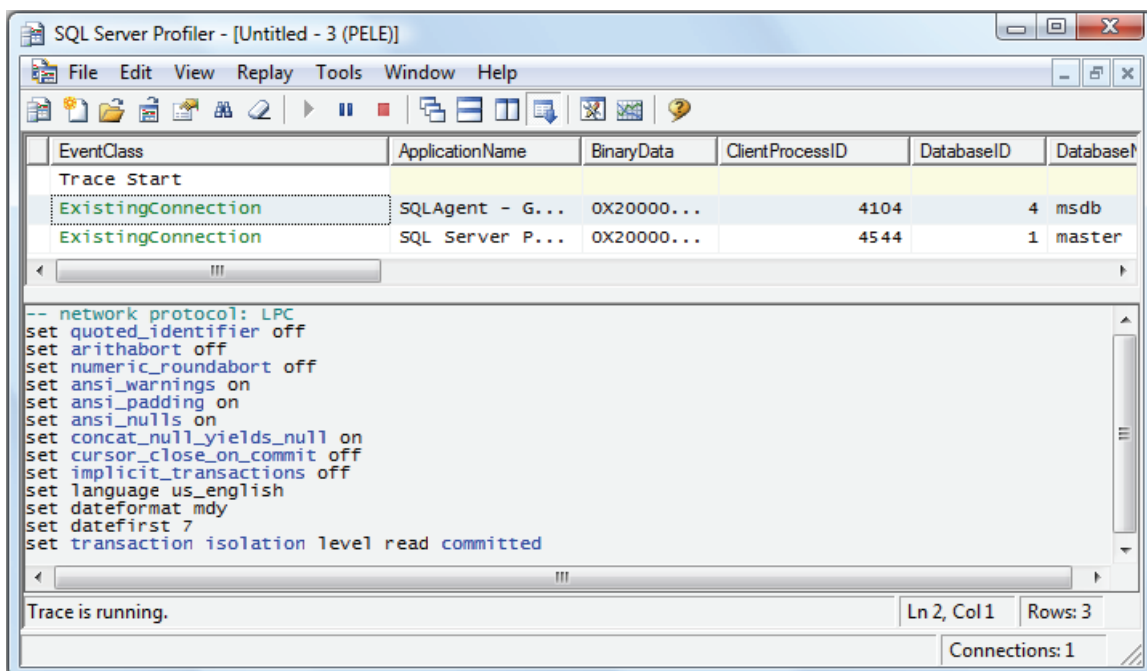 SQL Server Profiler - [Untitled - 3 (PELE)]
File Edit View Replay Tools Window Help
EventClass ApplicationName BinaryData ClientProcessID DatabaseID DatabaseN
Trace Start
ExistingConnection SQLAgent - G... 0X20000... 4104 4 msdb
ExistingConnection SQL Server P... 0X20000... 4544 1 master
-- network protocol: LPC
set quoted_identifier off
set arithabort off
set numeric_roundabort off
set ansi_warnings on
set ansi_padding on
set ansi_nulls on
set concat_null_yields_null on
set cursor_close_on_commit off
set implicit_transactions off
set language us_english
set dateformat mdy
set datefirst 7
set transaction isolation level read committed
Trace is running. Ln 2, Col 1 Rows: 3
Connections: 1